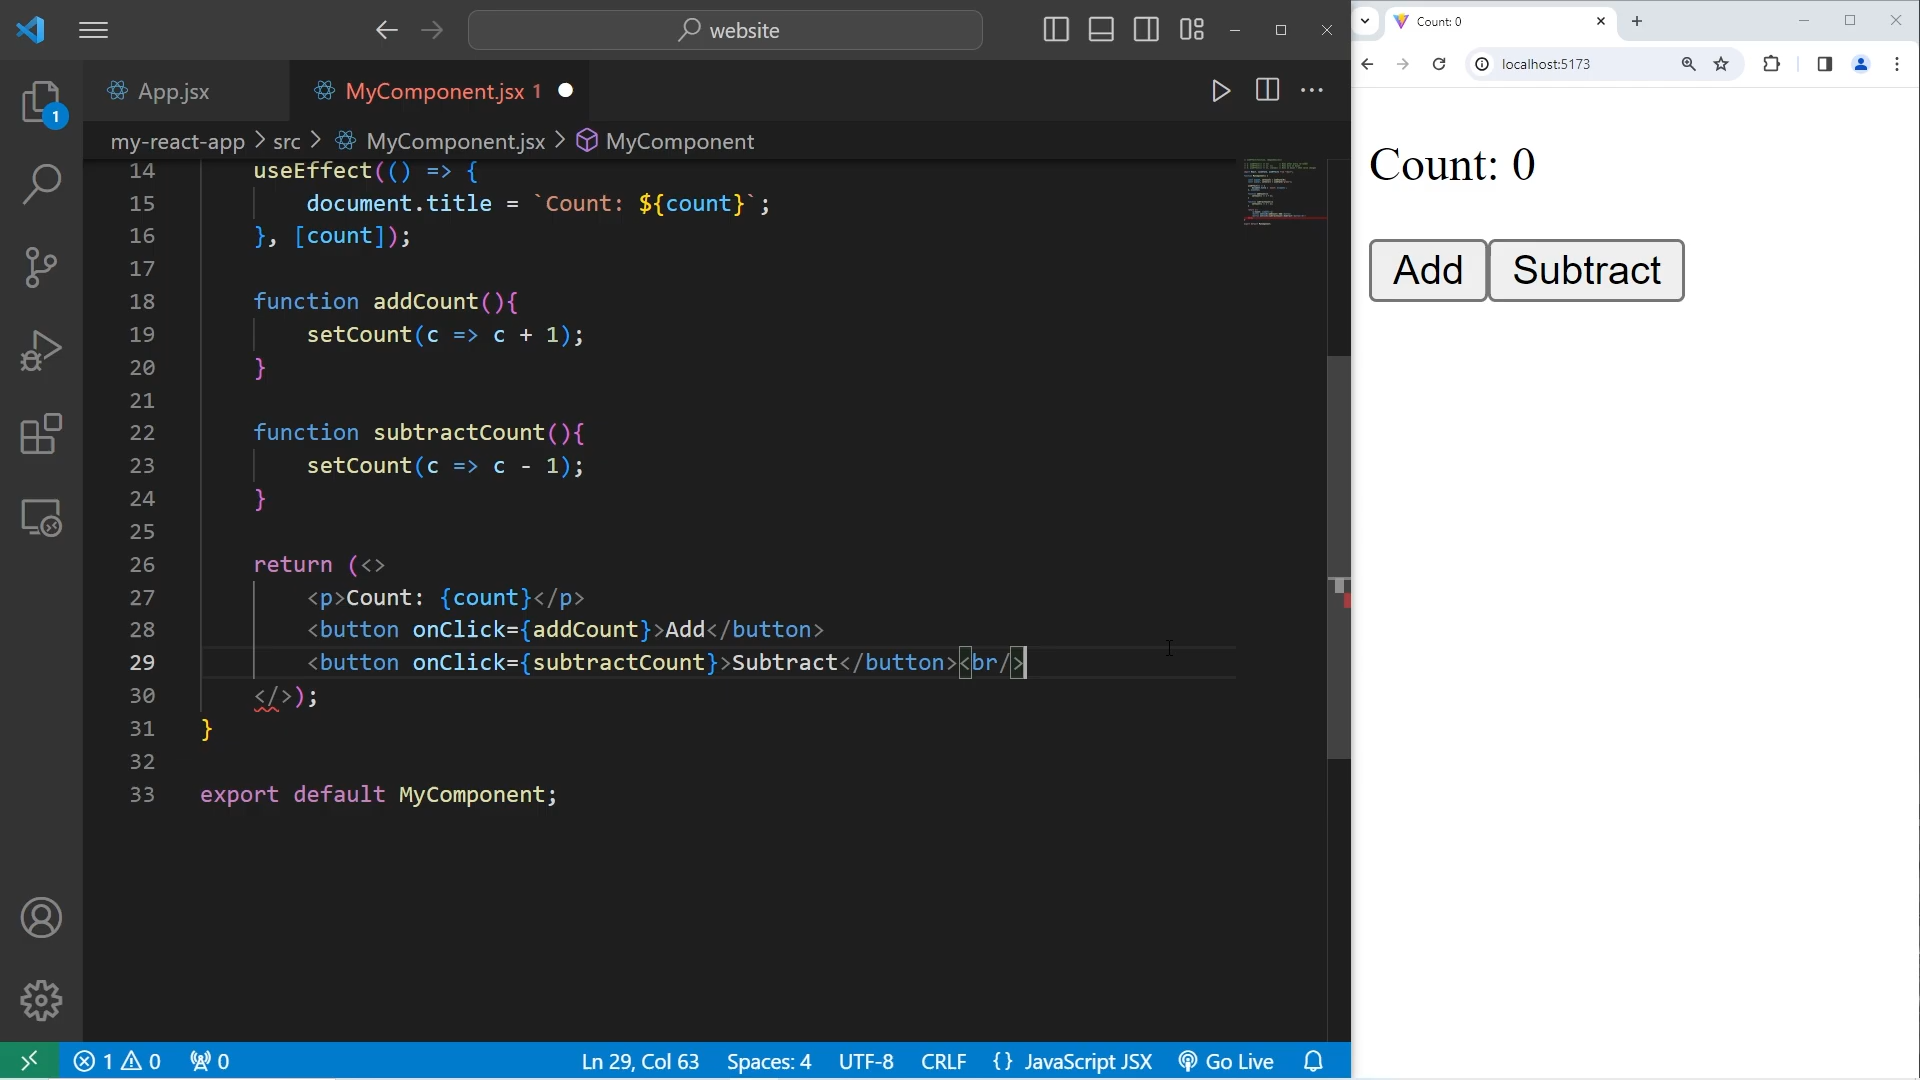 website
Count: 0
App.jsx
MyComponent.jsx 1
localhost:5173
my-react-app > src > MyComponent.jsx > MyComponent
1
14 useEffect(() => {
15 document.title = `Count: ${count}`;
16 }, [count]);
17
18 function addCount(){
19 setCount(c => c + 1);
20 }
21
22 function subtractCount(){
23 setCount(c => c - 1);
24 }
25
26 return (<>
27 <p>Count: {count}</p>
28 <button onClick={addCount}>Add</button>
29 <button onClick={subtractCount}>Subtract</button><br/>
30 </>);
31 }
32
33 export default MyComponent;
1 0 0 Ln 29, Col 63 Spaces: 4 UTF-8 CRLF {} JavaScript JSX Go Live
Count: 0
Add Subtract